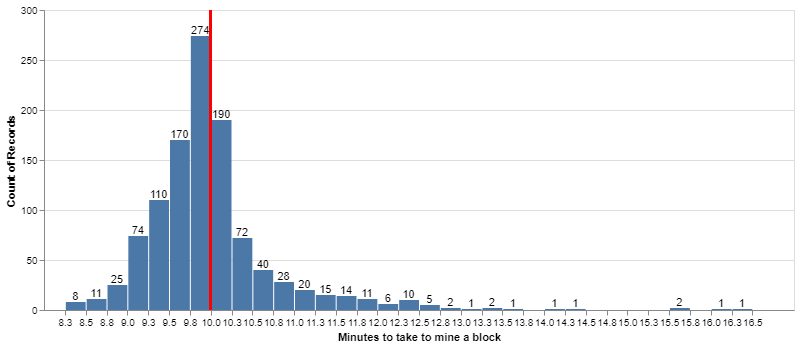 300
250
200
150
100
50
0
Count of Records
8 11 25 74 110 170 274 190 72 40 28 20 15 14 11 6 10 5 2 1 2 1 1 1 2 1 1
8.3 8.5 8.8 9.0 9.3 9.5 9.8 10.0 10.3 10.5 10.8 11.0 11.3 11.5 11.8 12.0 12.3 12.5 12.8 13.0 13.3 13.5 13.8 14.0 14.3 14.5 14.8 15.0 15.3 15.5 15.8 16.0 16.3 16.5
Minutes to take to mine a block